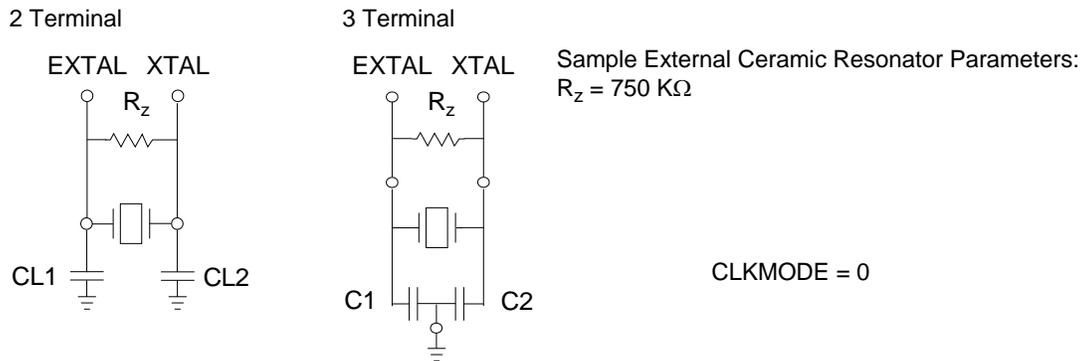 2 Terminal
3 Terminal
EXTAL XTAL
EXTAL XTAL
Sample External Ceramic Resonator Parameters:
Rz = 750 KΩ
Rz
Rz
CL1
CL2
C1
C2
CLKMODE = 0